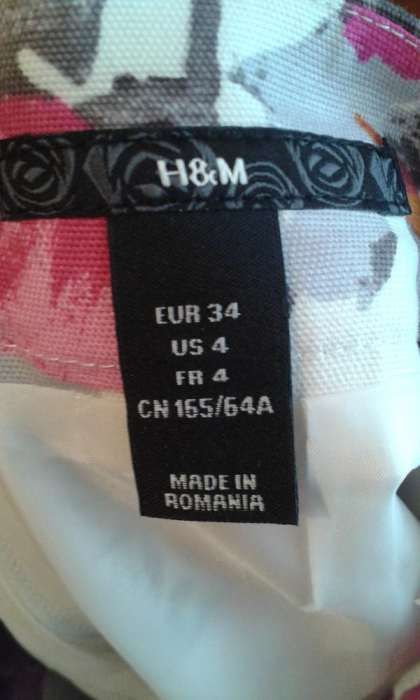 H&M
EUR 34
US 4
FR 4
CN 165/64A
MADE IN
ROMANIA